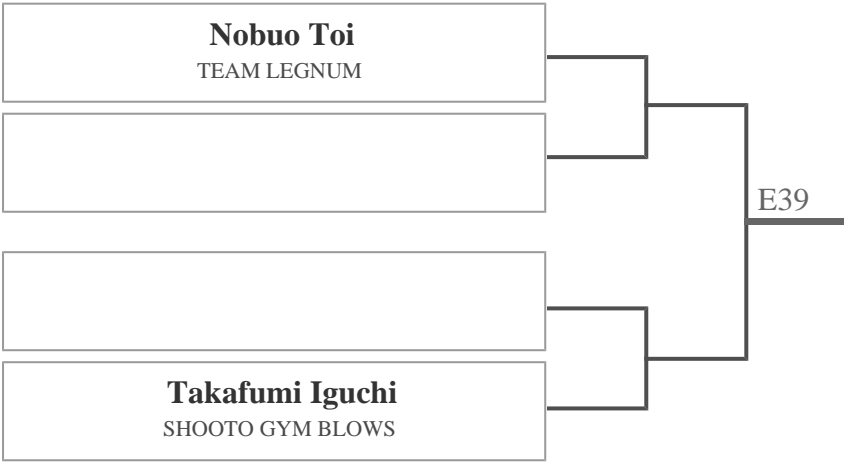 Nobuo Toi
TEAM LEGNUM
E39
Takafumi Iguchi
SHOOTO GYM BLOWS